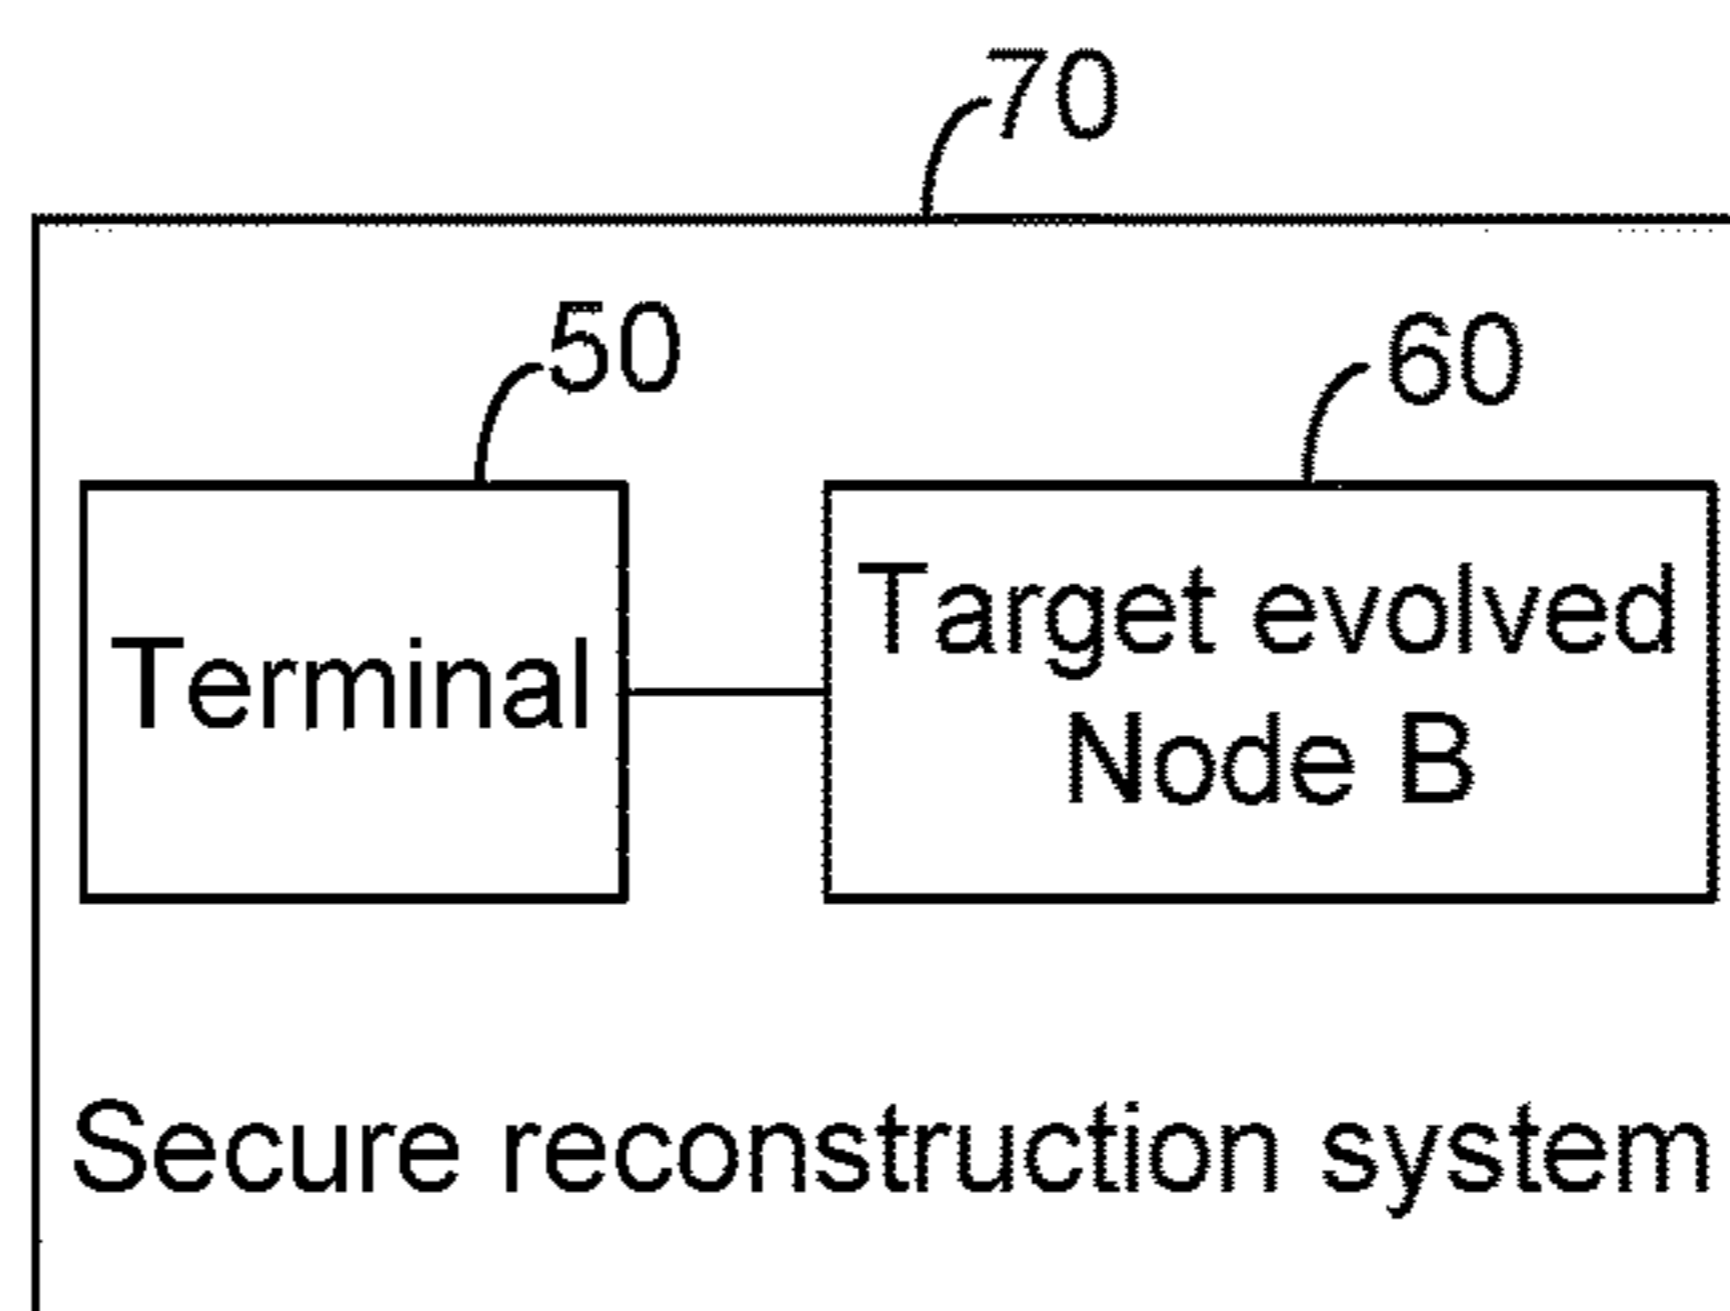 70
50
60
Terminal
Target evolved
Node B
Secure reconstruction system